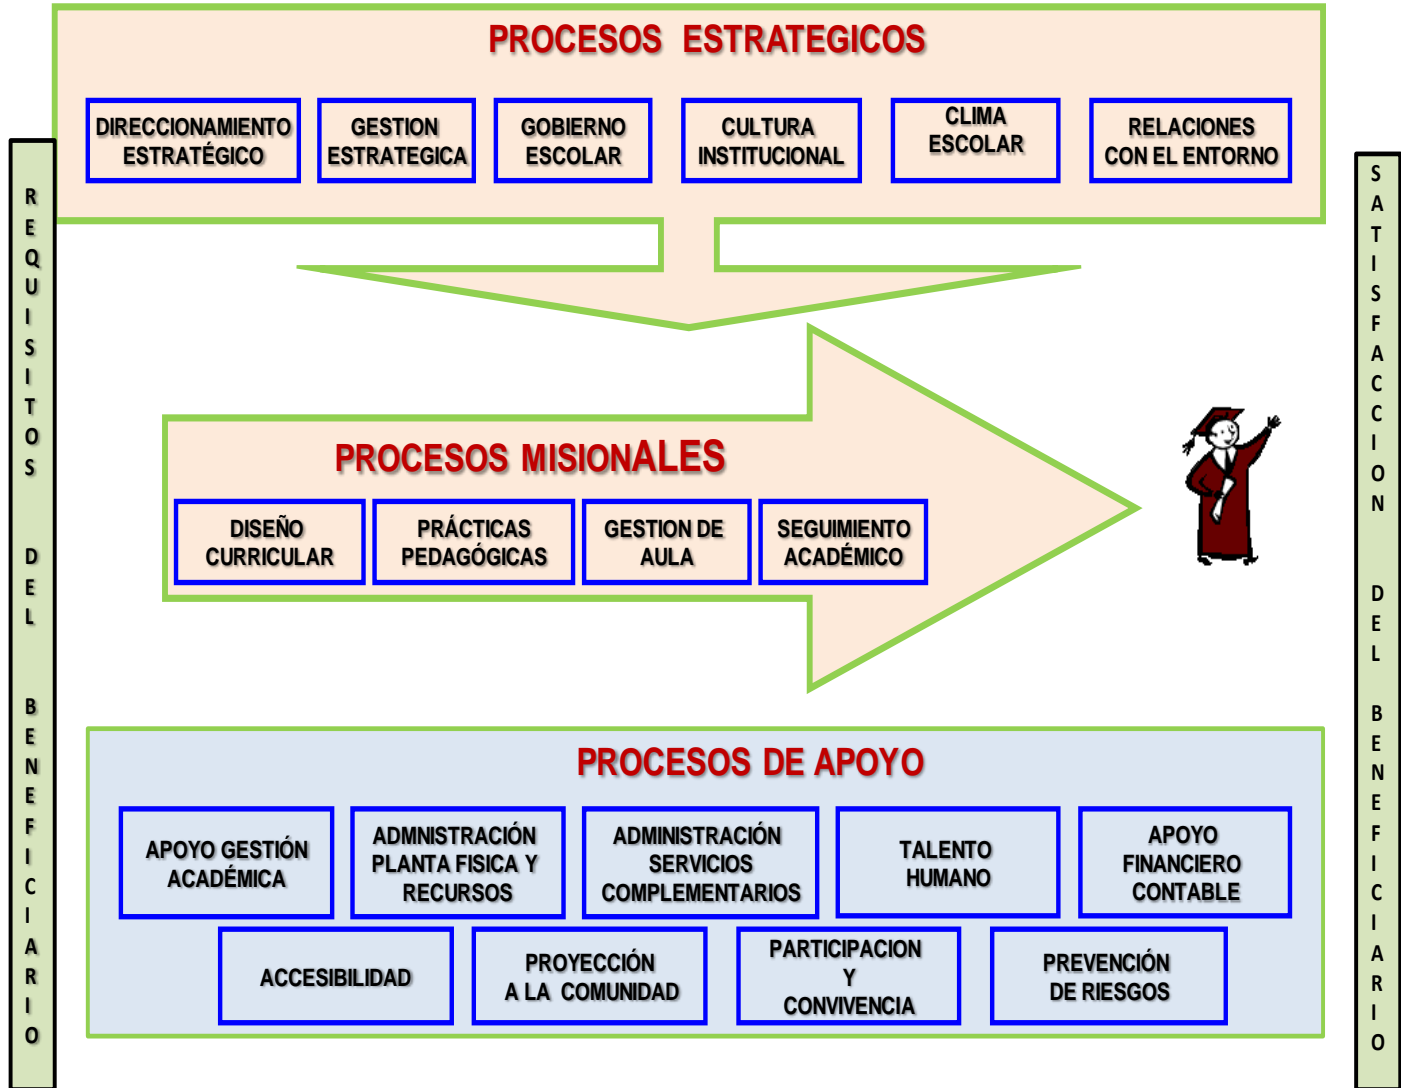 PROCESOS ESTRATEGICOS
DIRECCIONAMIENTO
ESTRATÉGICO
GESTION
ESTRATEGICA
GOBIERNO
ESCOLAR
CULTURA
INSTITUCIONAL
CLIMA
ESCOLAR
RELACIONES
CON EL ENTORNO
REQUISITOS DEL BENEFICIARIO
PROCESOS MISIONALES
DISEÑO
CURRICULAR
PRÁCTICAS
PEDAGÓGICAS
GESTION DE
AULA
SEGUIMIENTO
ACADÉMICO
SATISFACCION DEL BENEFICIARIO
PROCESOS DE APOYO
APOYO GESTIÓN
ACADÉMICA
ADMNISTRACIÓN
PLANTA FISICA Y
RECURSOS
ADMINISTRACIÓN
SERVICIOS
COMPLEMENTARIOS
TALENTO
HUMANO
APOYO
FINANCIERO
CONTABLE
ACCESIBILIDAD
PROYECCIÓN
A LA COMUNIDAD
PARTICIPACION
Y
CONVIVENCIA
PREVENCIÓN
DE RIESGOS